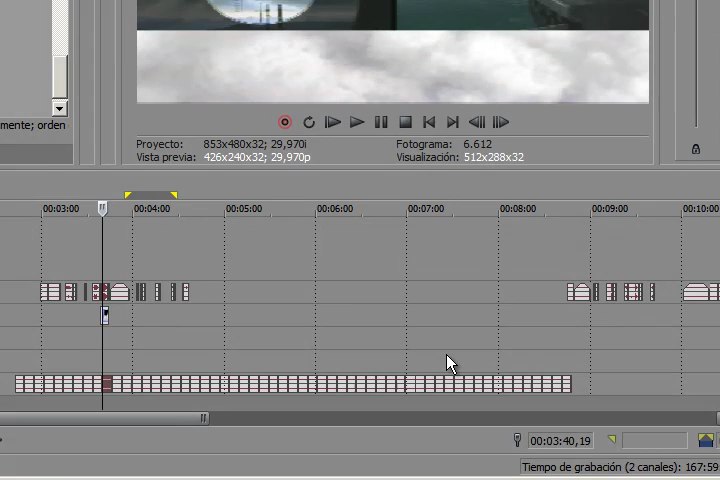 mente; orden
Proyecto: 853x480x32; 29,970i Fotograma: 6.612
Vista previa: 426x240x32; 29,970p Visualización: 512x288x32
00:03:00 00:04:00 00:05:00 00:06:00 00:07:00 00:08:00 00:09:00 00:10:00
00:03:40,19
Tiempo de grabación (2 canales): 167:59